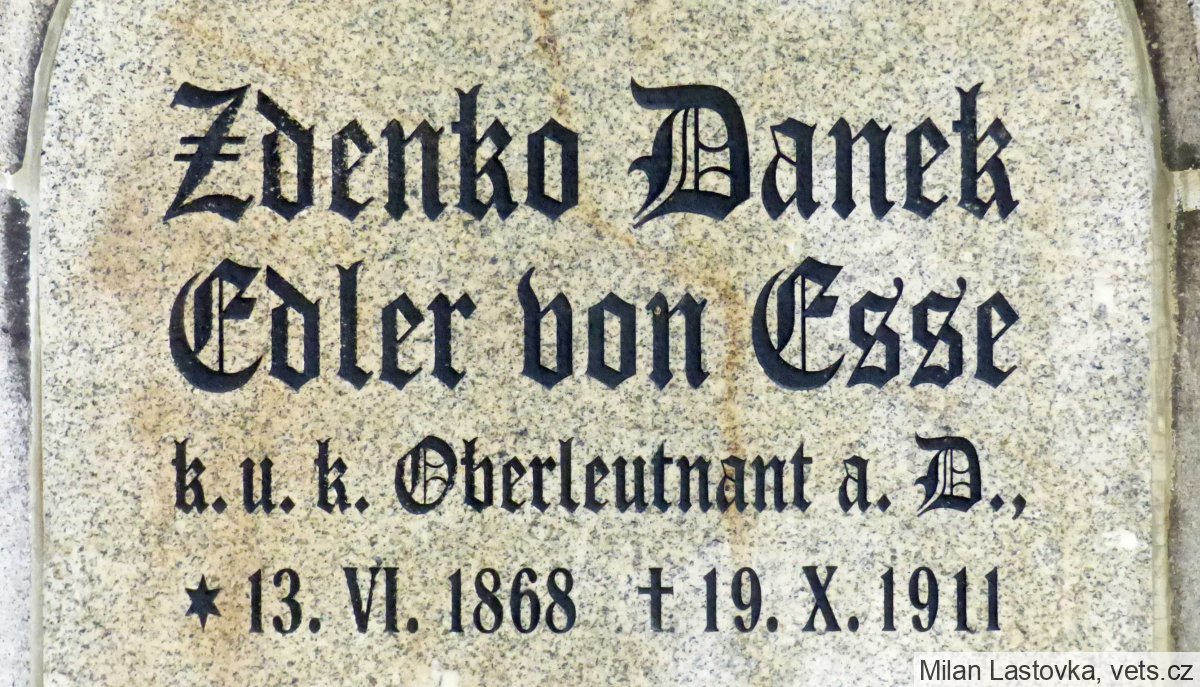 Zdenko Danek
Edler von Esse
k. u. k. Oberleutnant a. D.,
* 13. VI. 1868 † 19. X. 1911
Milan Lastovka, vets.cz